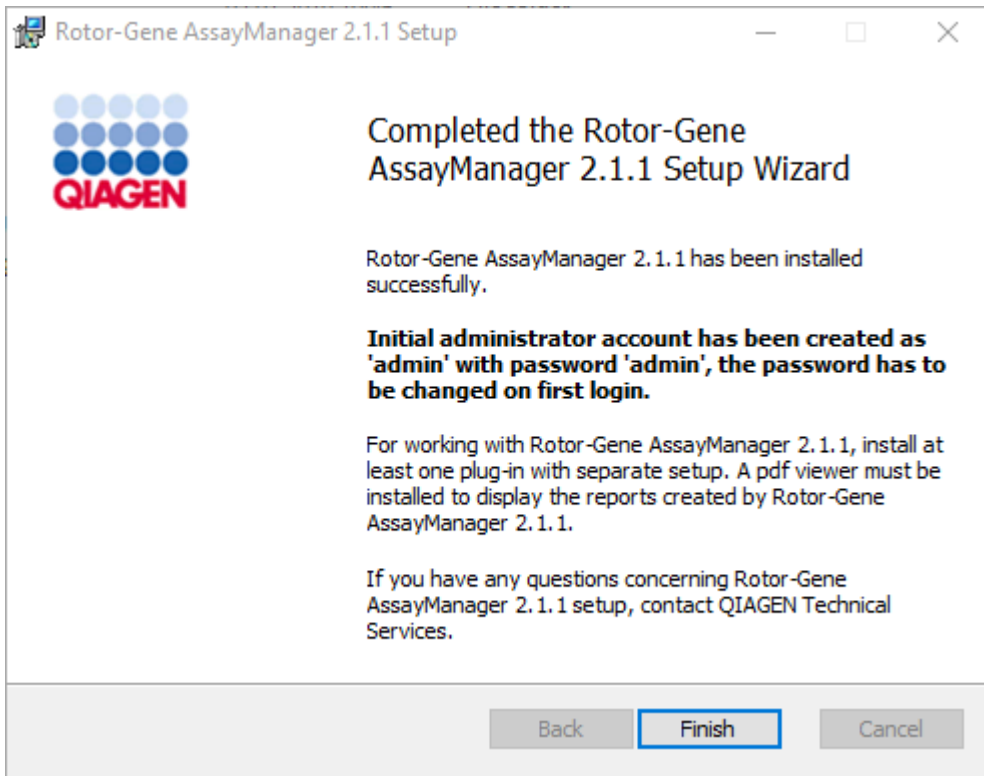 Rotor-Gene AssayManager 2.1.1 Setup
QIAGEN
Completed the Rotor-Gene
AssayManager 2.1.1 Setup Wizard
Rotor-Gene AssayManager 2.1.1 has been installed
successfully.
Initial administrator account has been created as
'admin' with password 'admin', the password has to
be changed on first login.
For working with Rotor-Gene AssayManager 2.1.1, install at
least one plug-in with separate setup. A pdf viewer must be
installed to display the reports created by Rotor-Gene
AssayManager 2.1.1.
If you have any questions concerning Rotor-Gene
AssayManager 2.1.1 setup, contact QIAGEN Technical
Services.
Back Finish Cancel